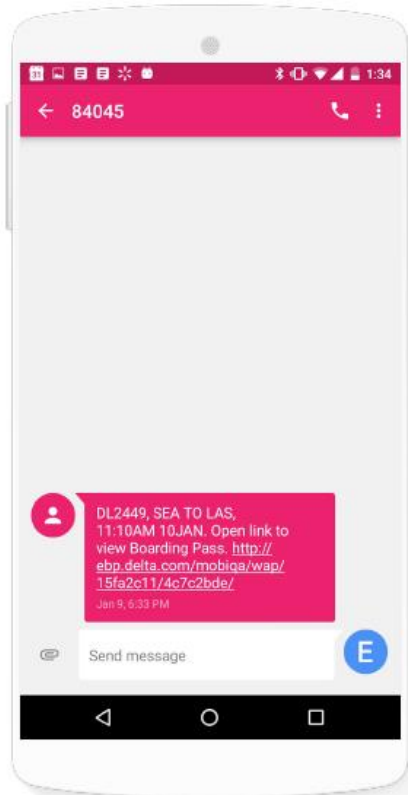 31 1:34
84045
DL2449, SEA TO LAS,
11:10AM 10JAN. Open link to
view Boarding Pass. http://
ebp.delta.com/mobiqa/wap/
15fa2c11/4c7c2bde/
Jan 9, 6:33 PM
Send message
E